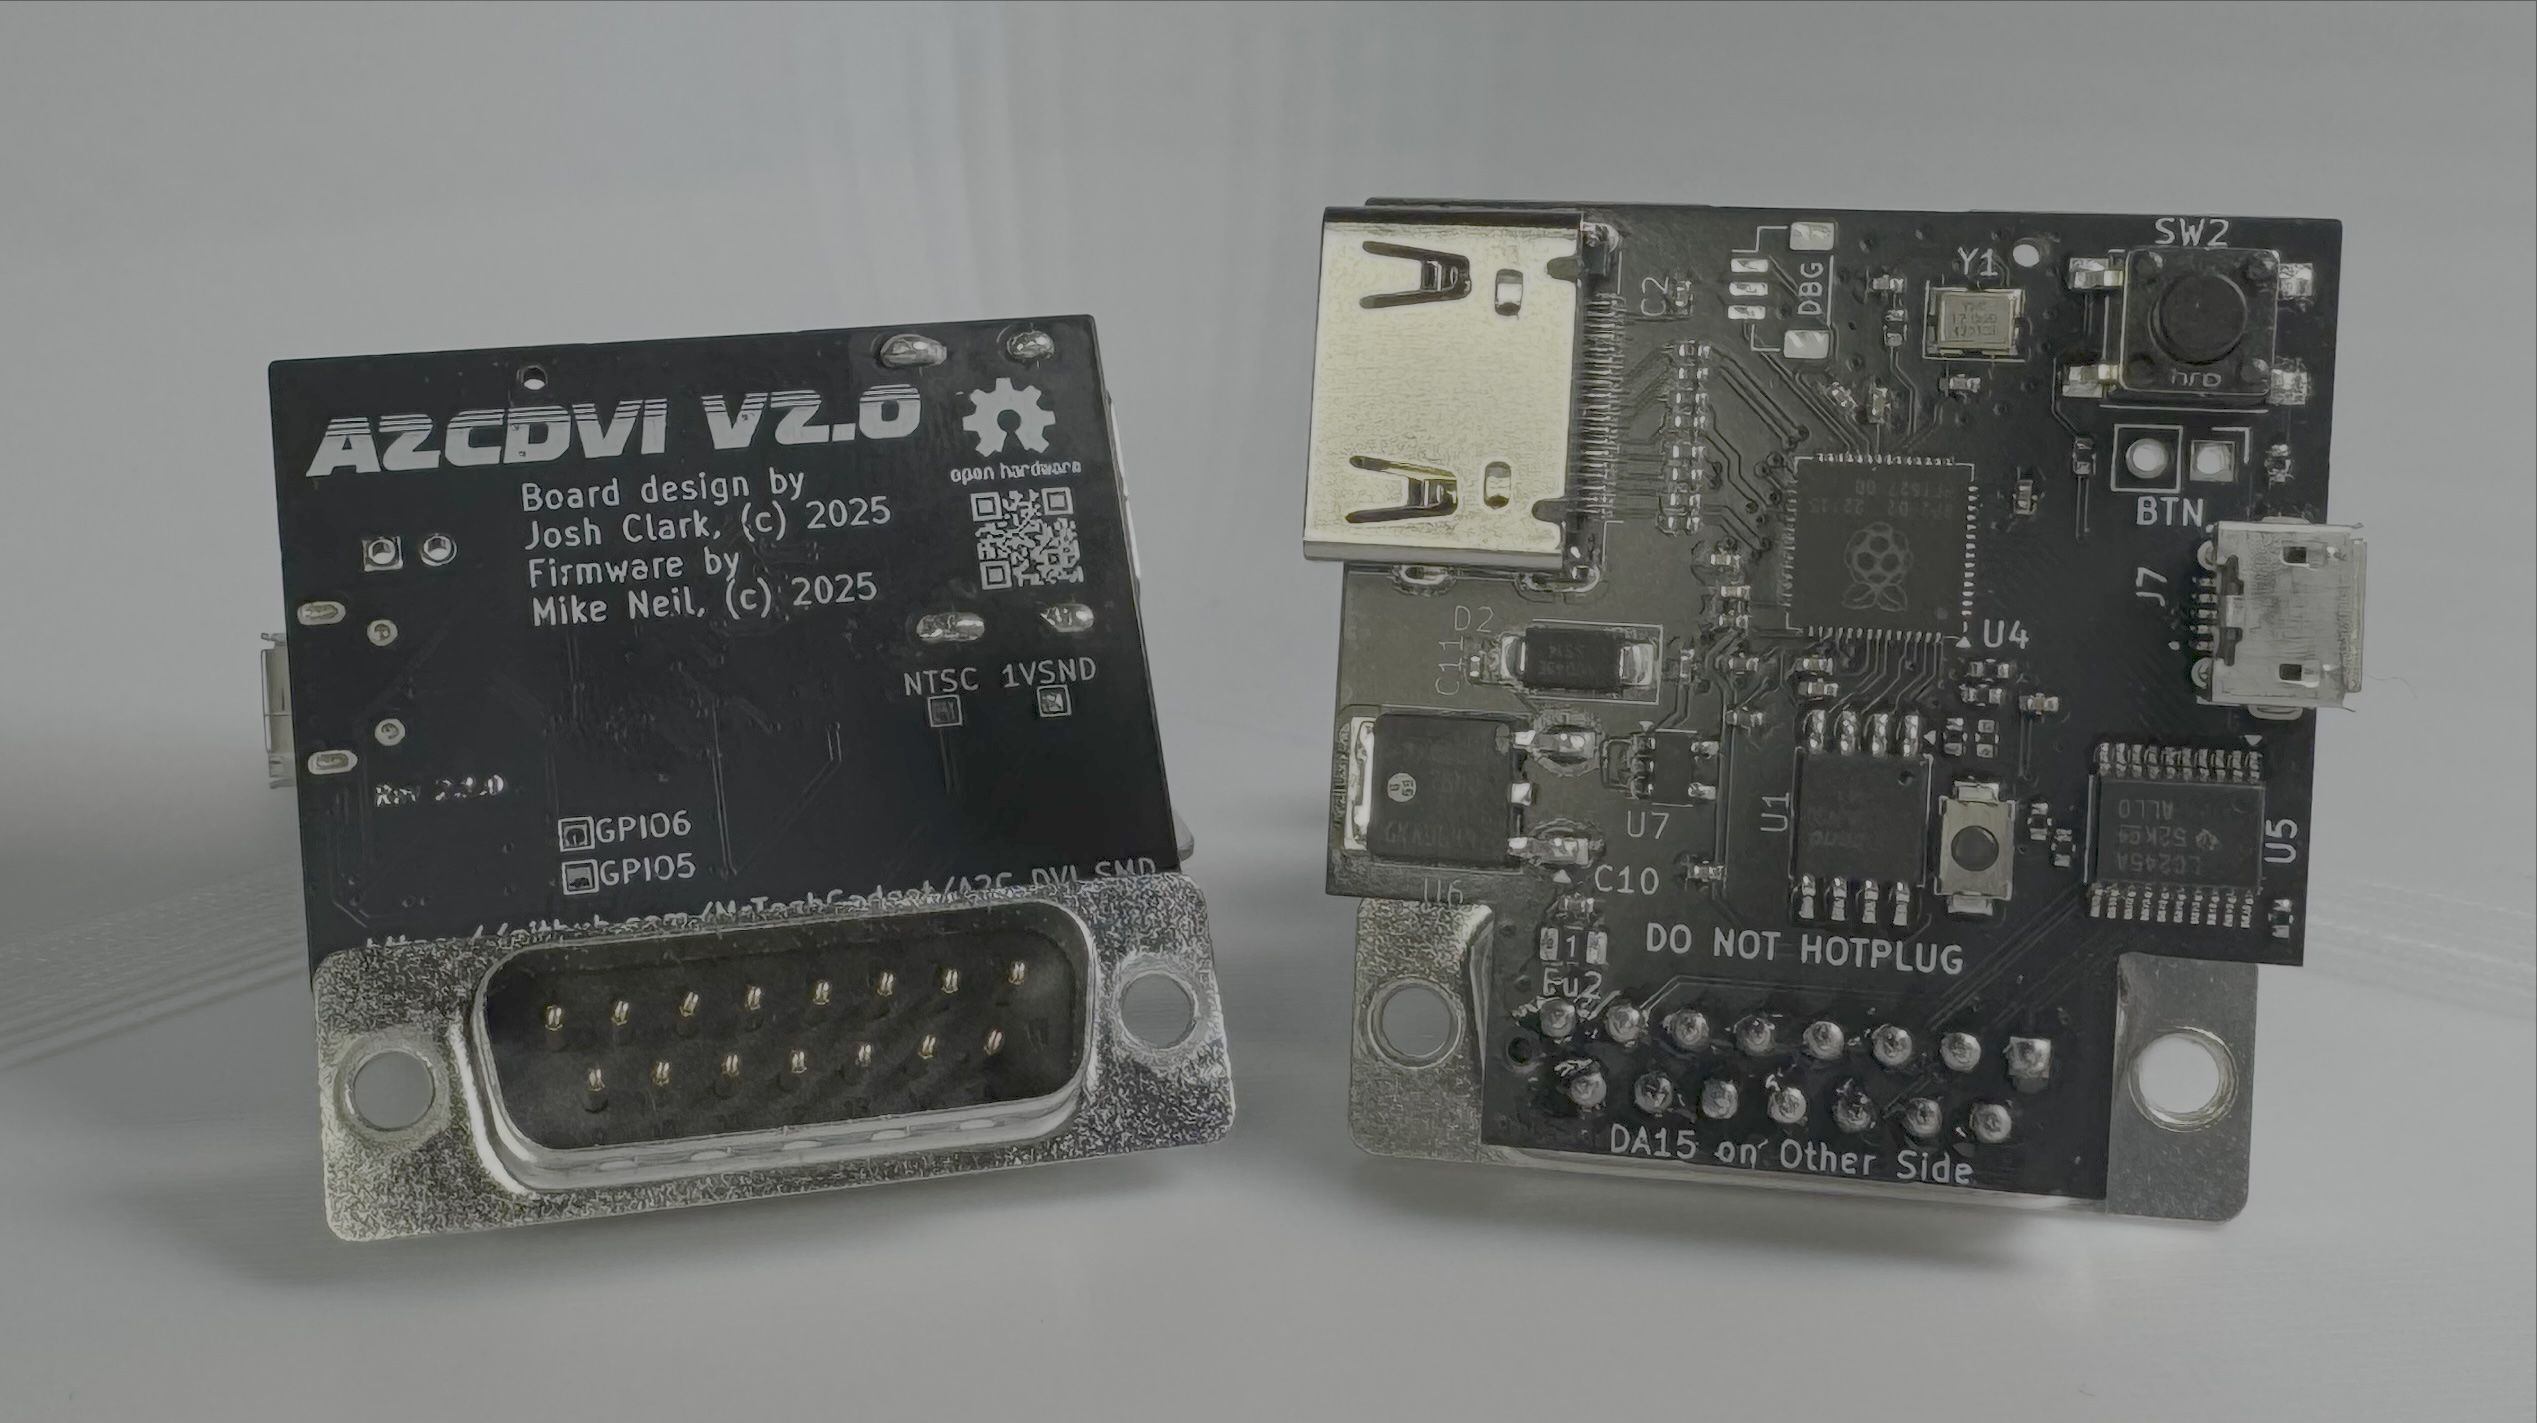 A2CDVI V2.0
open hardware
Board design by
Josh Clark, (c) 2025
Firmware by
Mike Neil, (c) 2025
NTSC 1VSND
GPIO6
GPIO5
SW2
Y1
DBG
C2
BTN
J7
D2
C11
U4
U7
U1
U5
U6
C10
LC245A
DO NOT HOTPLUG
1
Fu2
DA15 on Other Side